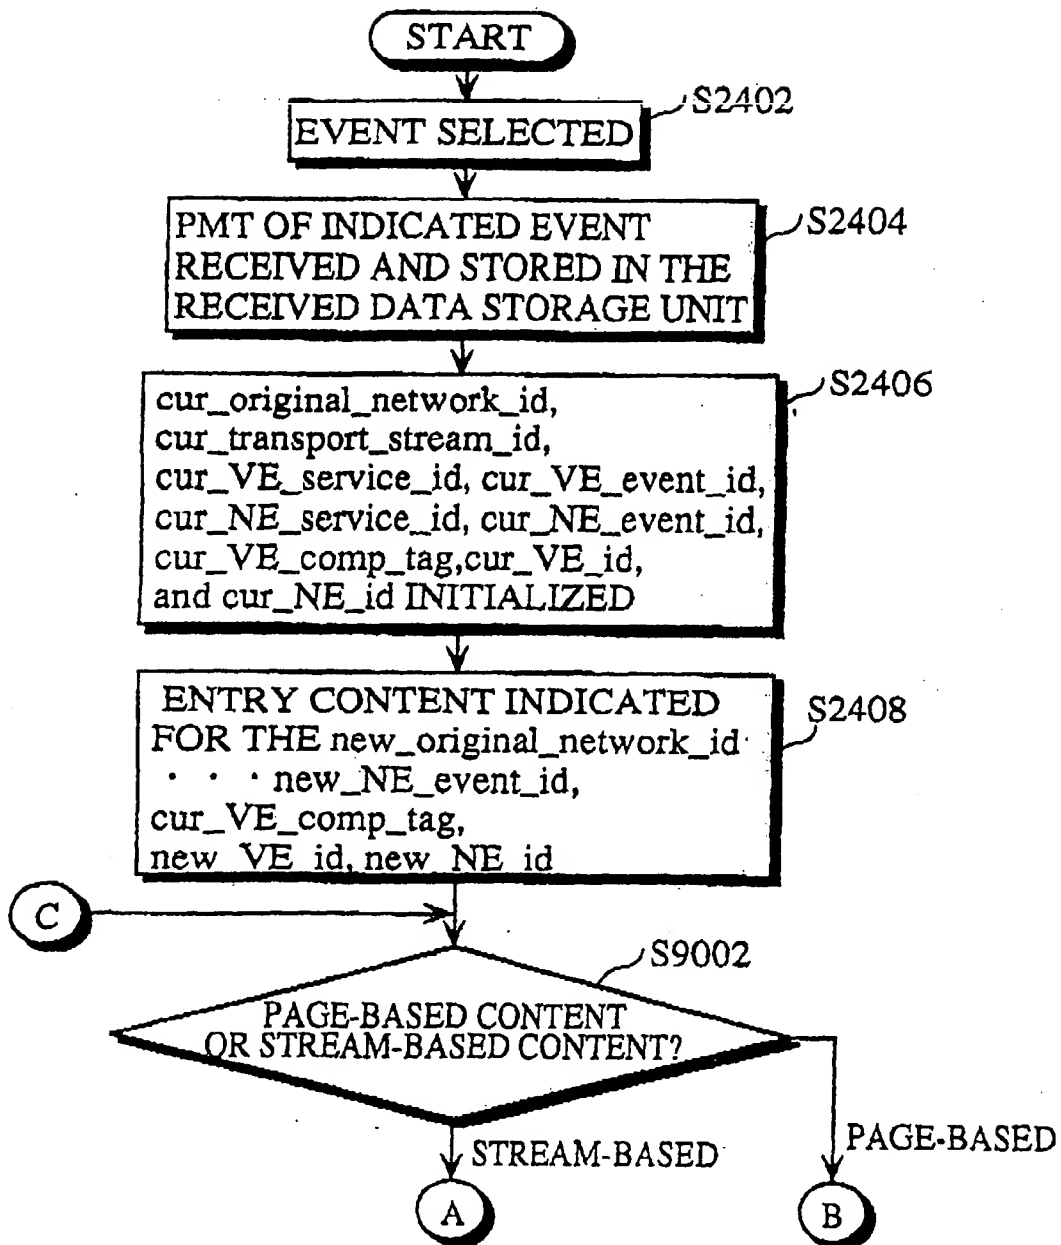 START
S2402
EVENT SELECTED
S2404
PMT OF INDICATED EVENT
RECEIVED AND STORED IN THE
RECEIVED DATA STORAGE UNIT
S2406
cur_original_network_id,
cur_transport_stream_id,
cur_VE_service_id, cur_VE_event_id,
cur_NE_service_id, cur_NE_event_id,
cur_VE_comp_tag,cur_VE_id,
and cur_NE_id INITIALIZED
S2408
ENTRY CONTENT INDICATED
FOR THE new_original_network_id
· · · new_NE_event_id,
cur_VE_comp_tag,
new_VE_id, new_NE_id
C
S9002
PAGE-BASED CONTENT
OR STREAM-BASED CONTENT?
STREAM-BASED
PAGE-BASED
A
B